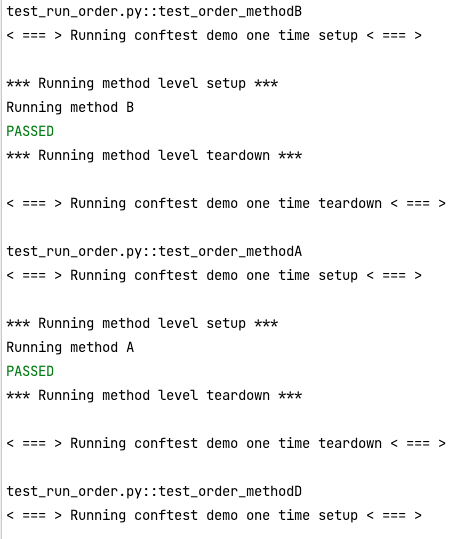 test_run_order.py::test_order_methodB
< === > Running conftest demo one time setup < === >
*** Running method level setup ***
Running method B
PASSED
*** Running method level teardown ***
< === > Running conftest demo one time teardown < === >
test_run_order.py::test_order_methodA
< === > Running conftest demo one time setup < === >
*** Running method level setup ***
Running method A
PASSED
*** Running method level teardown ***
< === > Running conftest demo one time teardown < === >
test_run_order.py::test_order_methodD
< === > Running conftest demo one time setup < === >